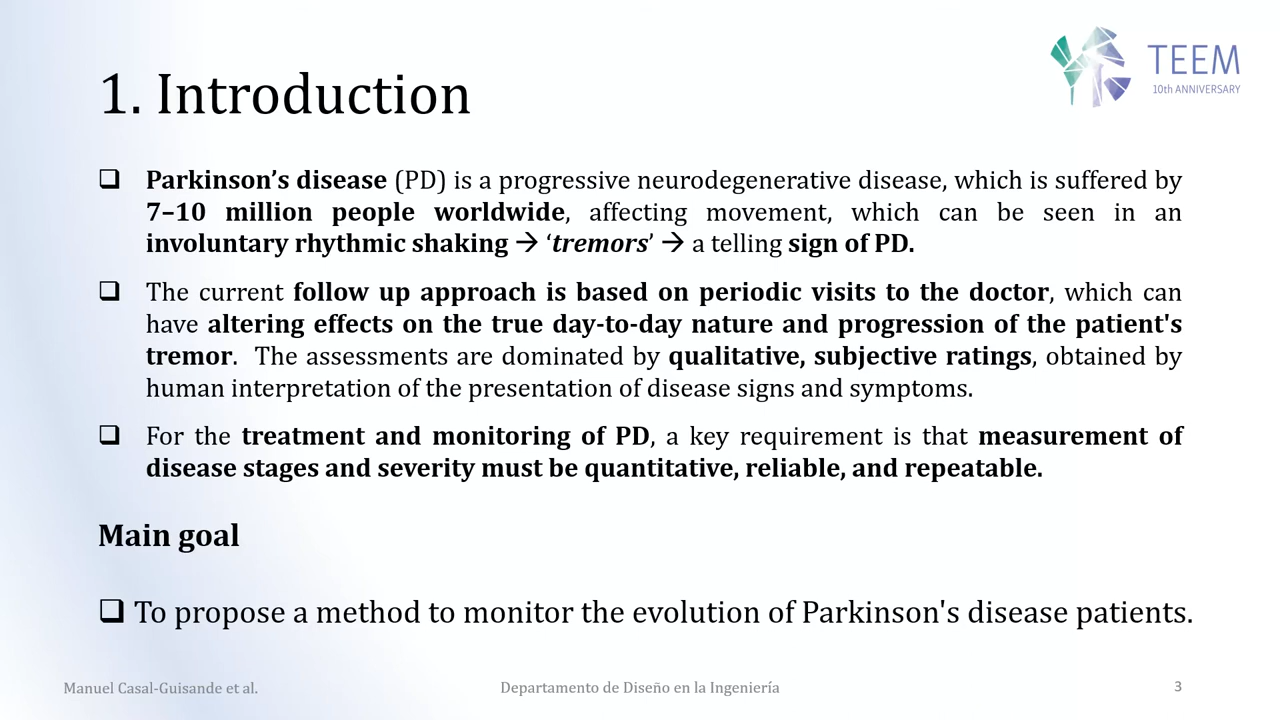 TEEM
10th ANNIVERSARY
1. Introduction
❑ Parkinson’s disease (PD) is a progressive neurodegenerative disease, which is suffered by
7–10 million people worldwide, affecting movement, which can be seen in an
involuntary rhythmic shaking → ‘tremors’ → a telling sign of PD.
❑ The current follow up approach is based on periodic visits to the doctor, which can
have altering effects on the true day-to-day nature and progression of the patient's
tremor. The assessments are dominated by qualitative, subjective ratings, obtained by
human interpretation of the presentation of disease signs and symptoms.
❑ For the treatment and monitoring of PD, a key requirement is that measurement of
disease stages and severity must be quantitative, reliable, and repeatable.
Main goal
❑ To propose a method to monitor the evolution of Parkinson's disease patients.
Manuel Casal-Guisande et al.
Departamento de Diseño en la Ingeniería
3